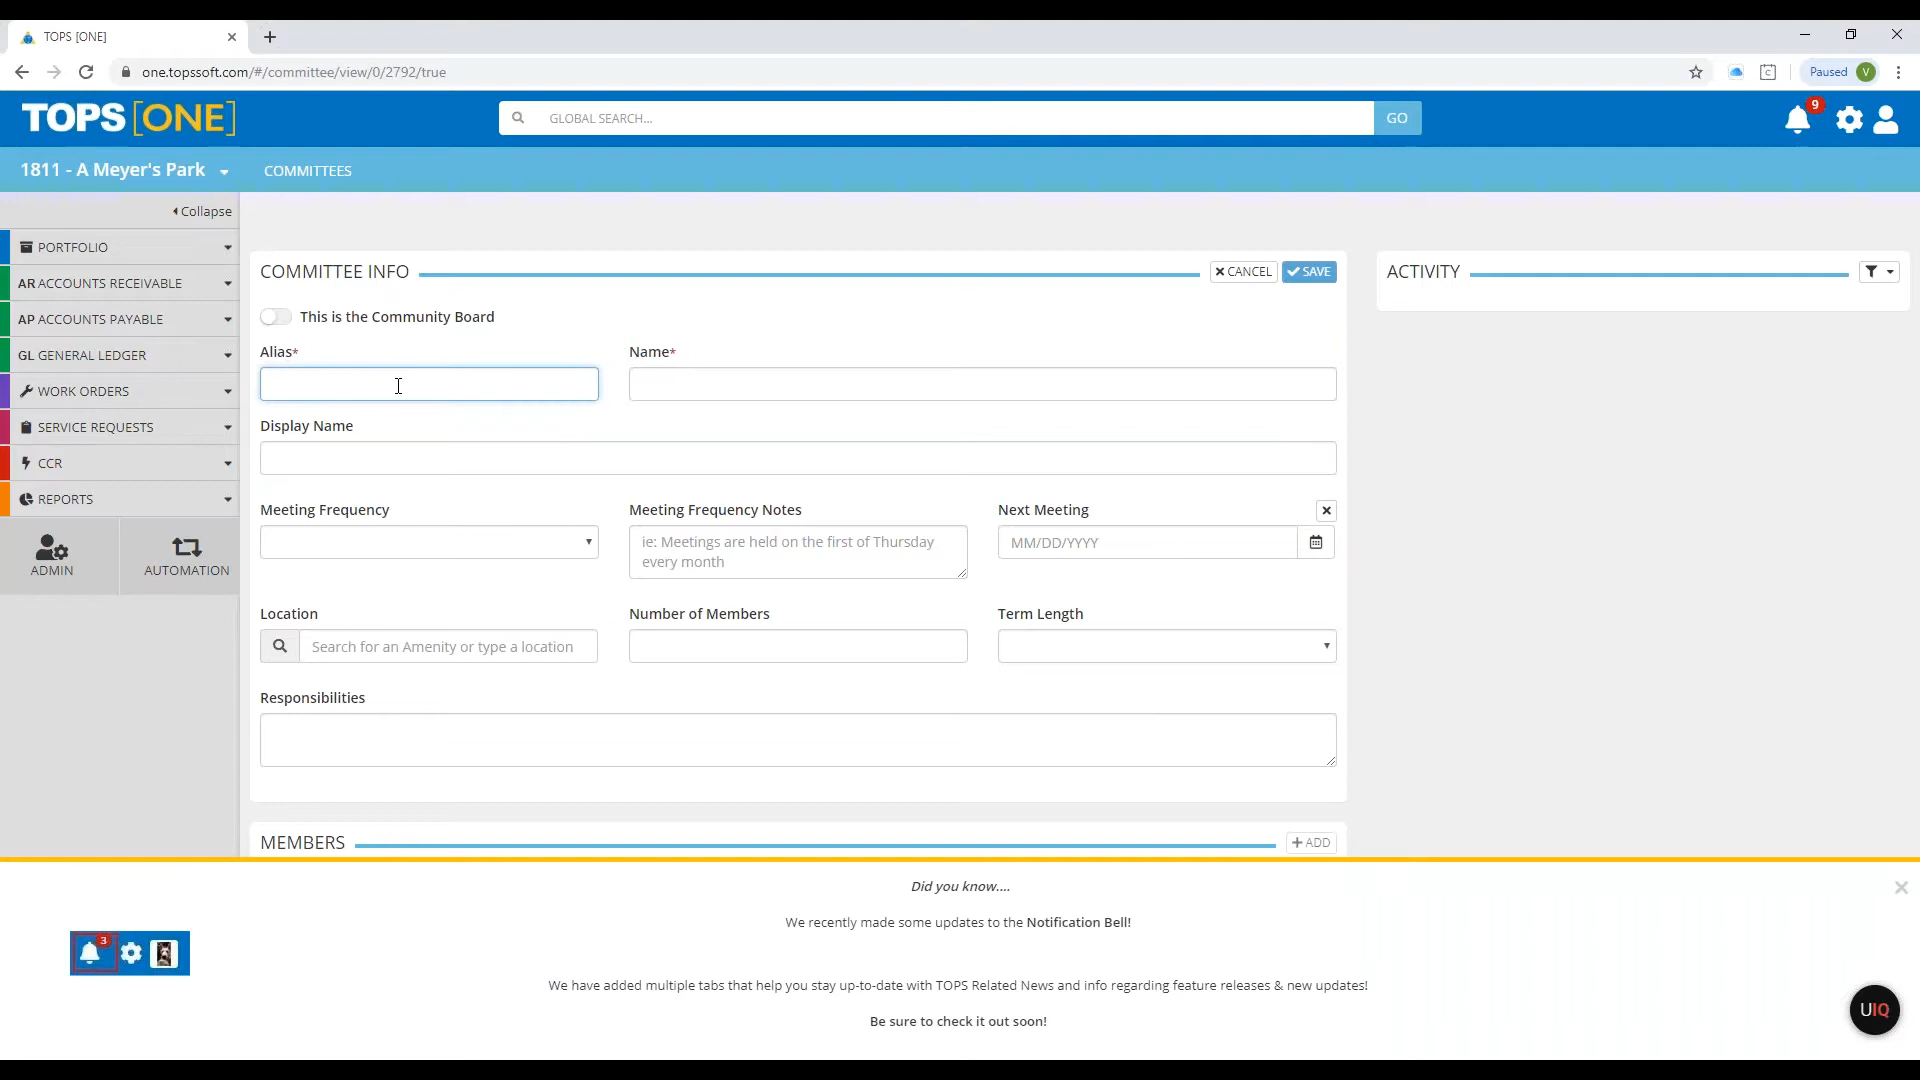 TOPS [ONE]
one.topssoft.com/#/committee/view/0/2792/true
Paused V
TOPS [ONE]
GLOBAL SEARCH...
GO
9
1811 - A Meyer's Park
COMMITTEES
Collapse
PORTFOLIO
AR ACCOUNTS RECEIVABLE
AP ACCOUNTS PAYABLE
GL GENERAL LEDGER
WORK ORDERS
SERVICE REQUESTS
CCR
REPORTS
ADMIN
AUTOMATION
COMMITTEE INFO
CANCEL
SAVE
ACTIVITY
This is the Community Board
Alias*
Name*
Display Name
Meeting Frequency
Meeting Frequency Notes
Next Meeting
ie: Meetings are held on the first of Thursday
every month
MM/DD/YYYY
Location
Number of Members
Term Length
Search for an Amenity or type a location
Responsibilities
MEMBERS
ADD
Did you know....
We recently made some updates to the Notification Bell!
3
We have added multiple tabs that help you stay up-to-date with TOPS Related News and info regarding feature releases & new updates!
Be sure to check it out soon!
UIQ